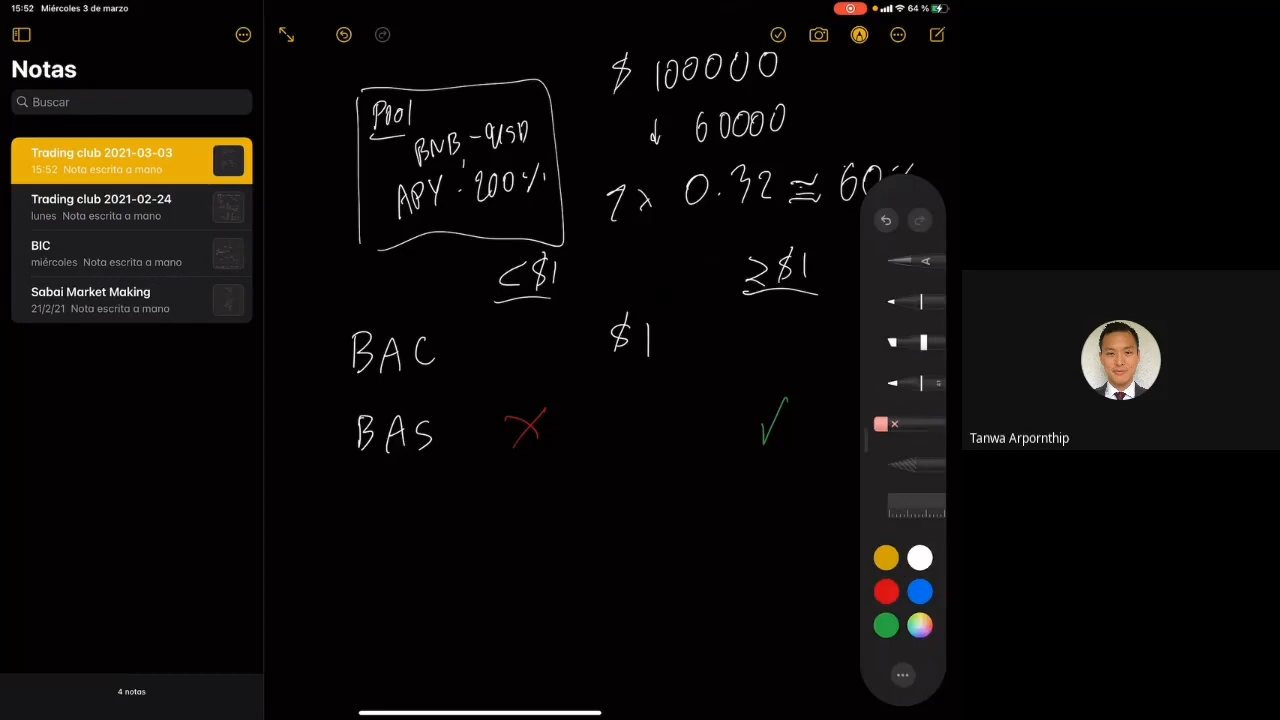 15:52 Miércoles 3 de marzo
64 %
Notas
Buscar
Trading club 2021-03-03
15:52 Nota escrita a mano
Trading club 2021-02-24
lunes Nota escrita a mano
BIC
miércoles Nota escrita a mano
Sabai Market Making
21/2/21 Nota escrita a mano
4 notas
Pool
BNB-USD
APY: 200%
$ 100000
↓ 60000
0.32 ≅ 60%
<$1
≥$1
BAC $1
BAS X ✓
A
Tanwa Arpornthip